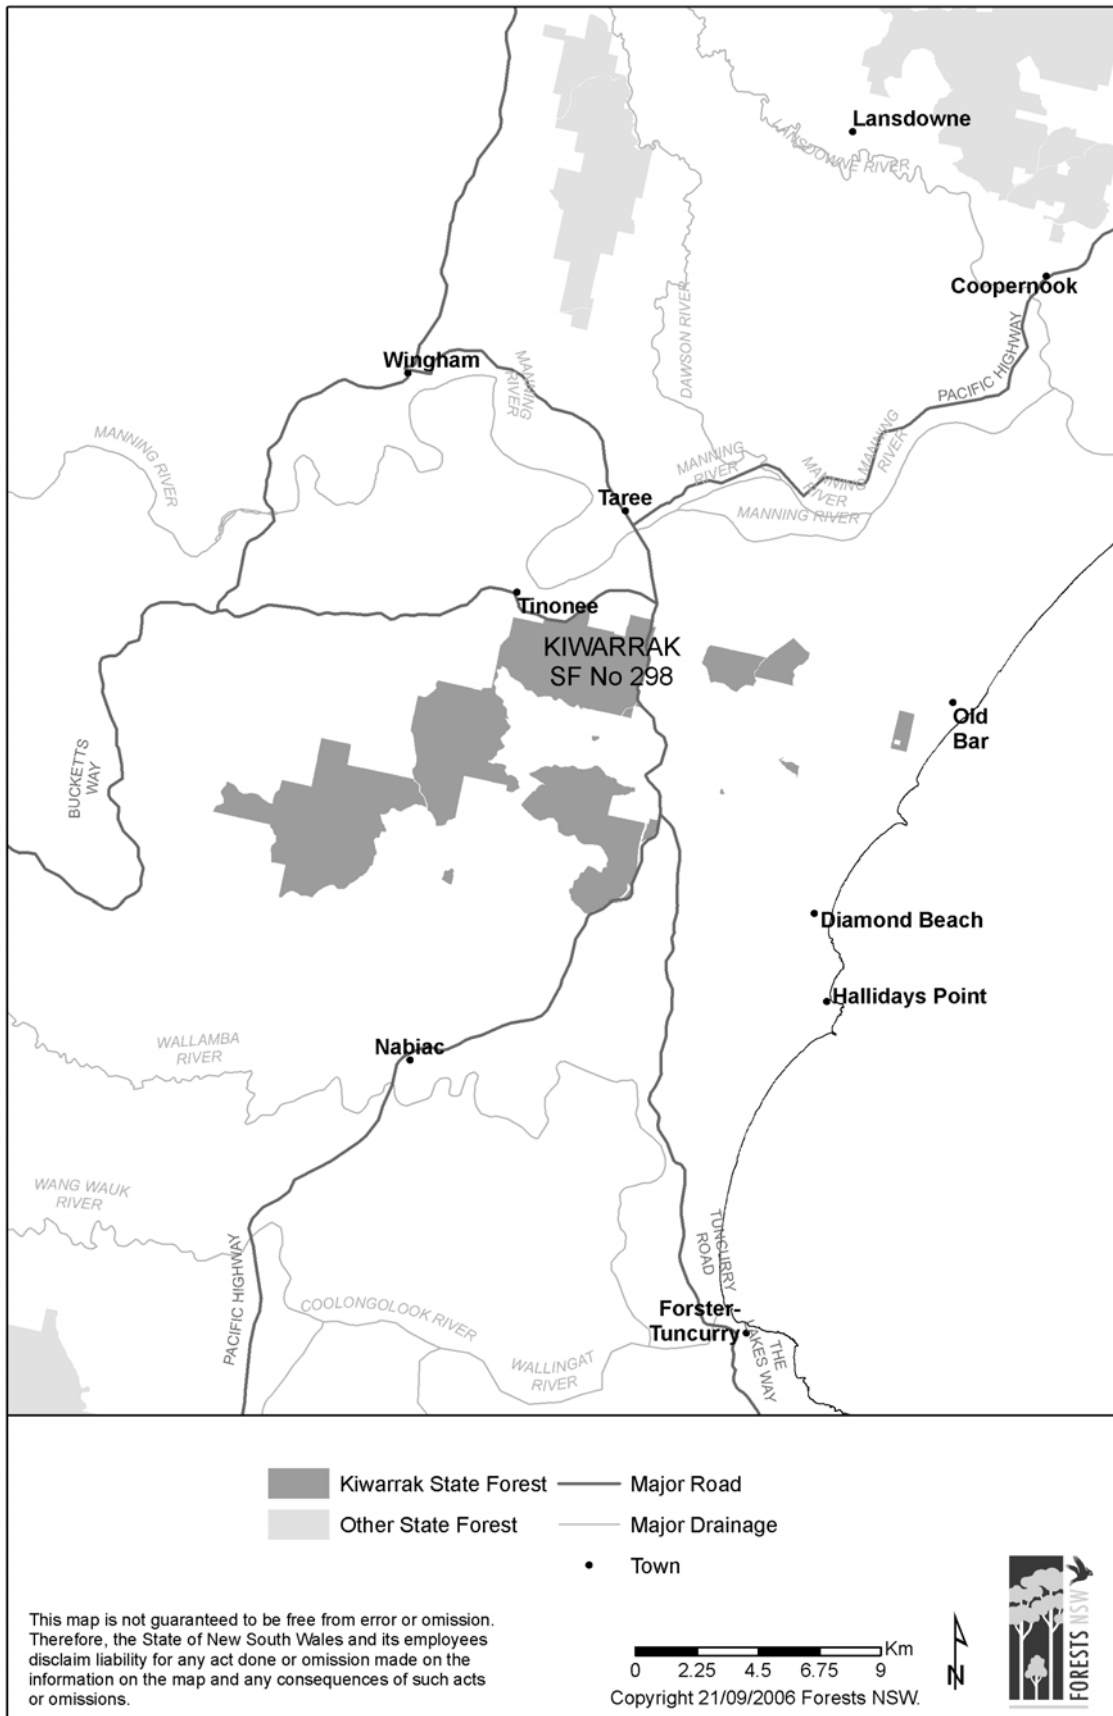 Lansdowne
LANSDOWNE RIVER
Coopernook
DAWSON RIVER
PACIFIC HIGHWAY
Wingham
MANNING
RIVER
MANNING RIVER
MANNING
RIVER
MANNING
RIVER
MANNING
RIVER
Taree
MANNING RIVER
Tinonee
KIWARRAK
SF No 298
Old
Bar
BUCKETTS
WAY
Diamond Beach
Hallidays Point
WALLAMBA
RIVER
Nabiac
WANG WAUK
RIVER
TUNCURRY
ROAD
PACIFIC HIGHWAY
COOLONGOLOOK RIVER
Forster-
Tuncurry
THE
LAKES WAY
WALLINGAT
RIVER
Kiwarrak State Forest
Major Road
Other State Forest
Major Drainage
Town
This map is not guaranteed to be free from error or omission.
Therefore, the State of New South Wales and its employees
disclaim liability for any act done or omission made on the
information on the map and any consequences of such acts
or omissions.
Km
0 2.25 4.5 6.75 9
Copyright 21/09/2006 Forests NSW.
N
FORESTS NSW